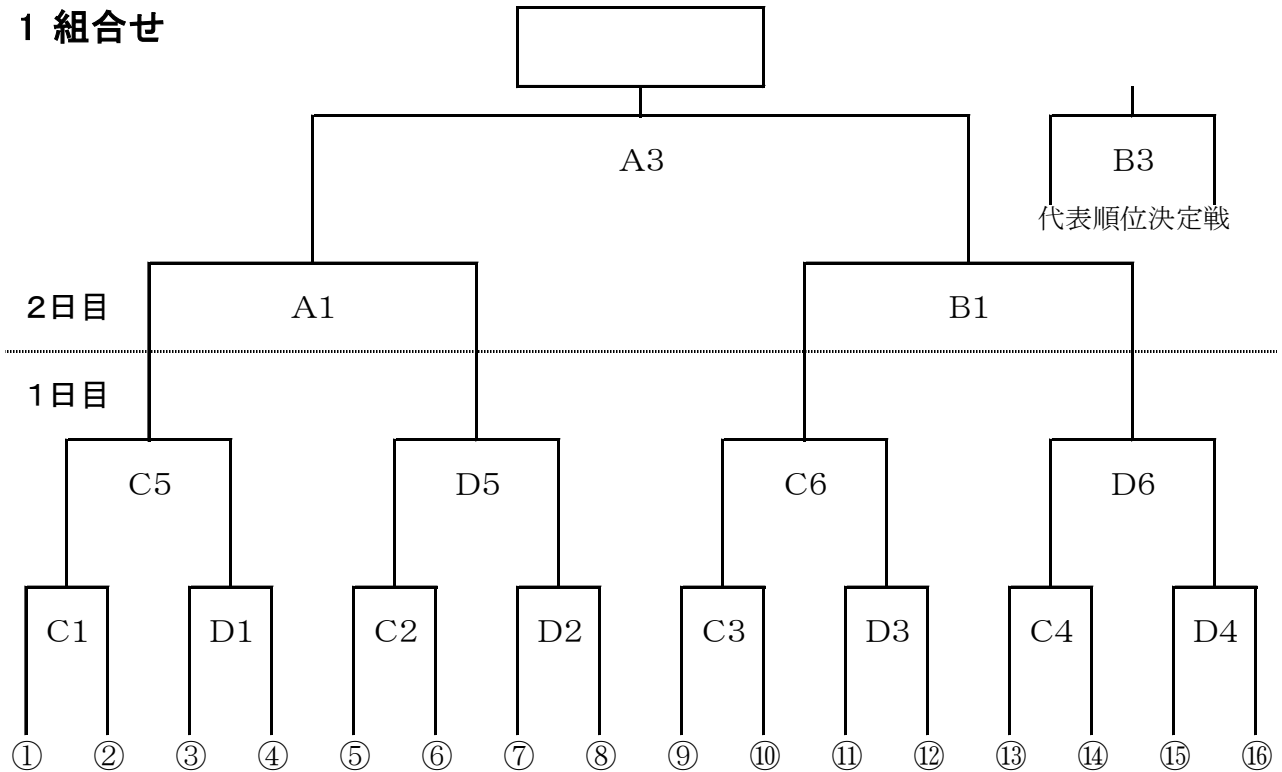 1 組合せ
A3
B3
代表順位決定戦
2日目
A1
B1
1日目
C5
D5
C6
D6
C1
D1
C2
D2
C3
D3
C4
D4
① ② ③ ④ ⑤ ⑥ ⑦ ⑧ ⑨ ⑩ ⑪ ⑫ ⑬ ⑭ ⑮ ⑯